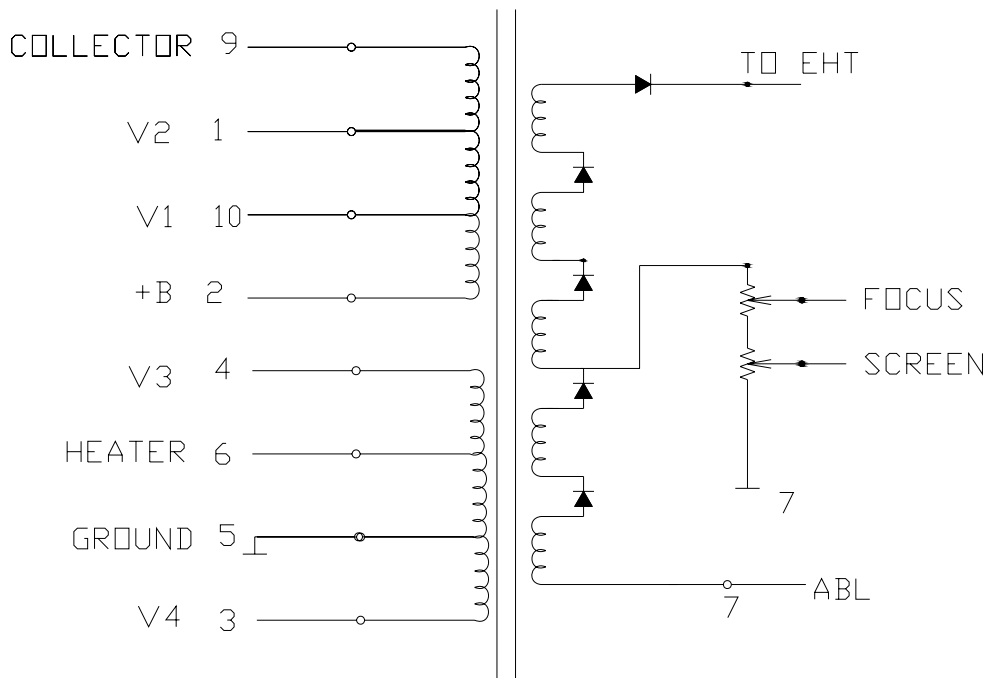 COLLECTOR 9
TO EHT
V2 1
V1 10
+B 2
FOCUS
V3 4
SCREEN
HEATER 6
7
GROUND 5
ABL
7
V4 3